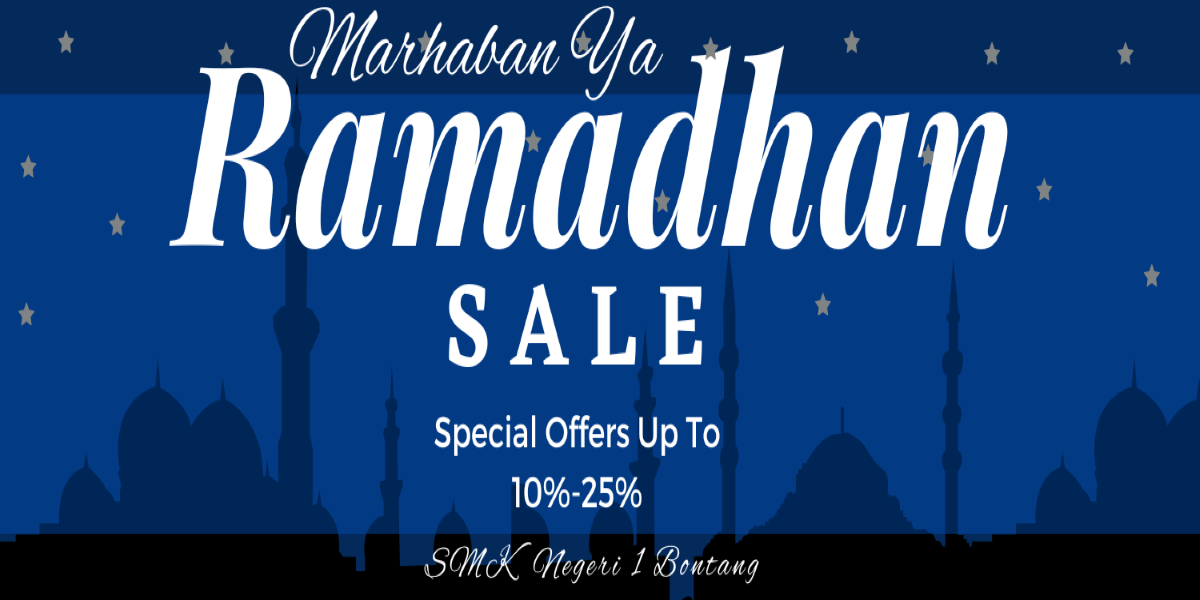 Marhaban Ya
Ramadhan
SALE
Special Offers Up To
10%-25%
SMK Negeri 1 Bontang